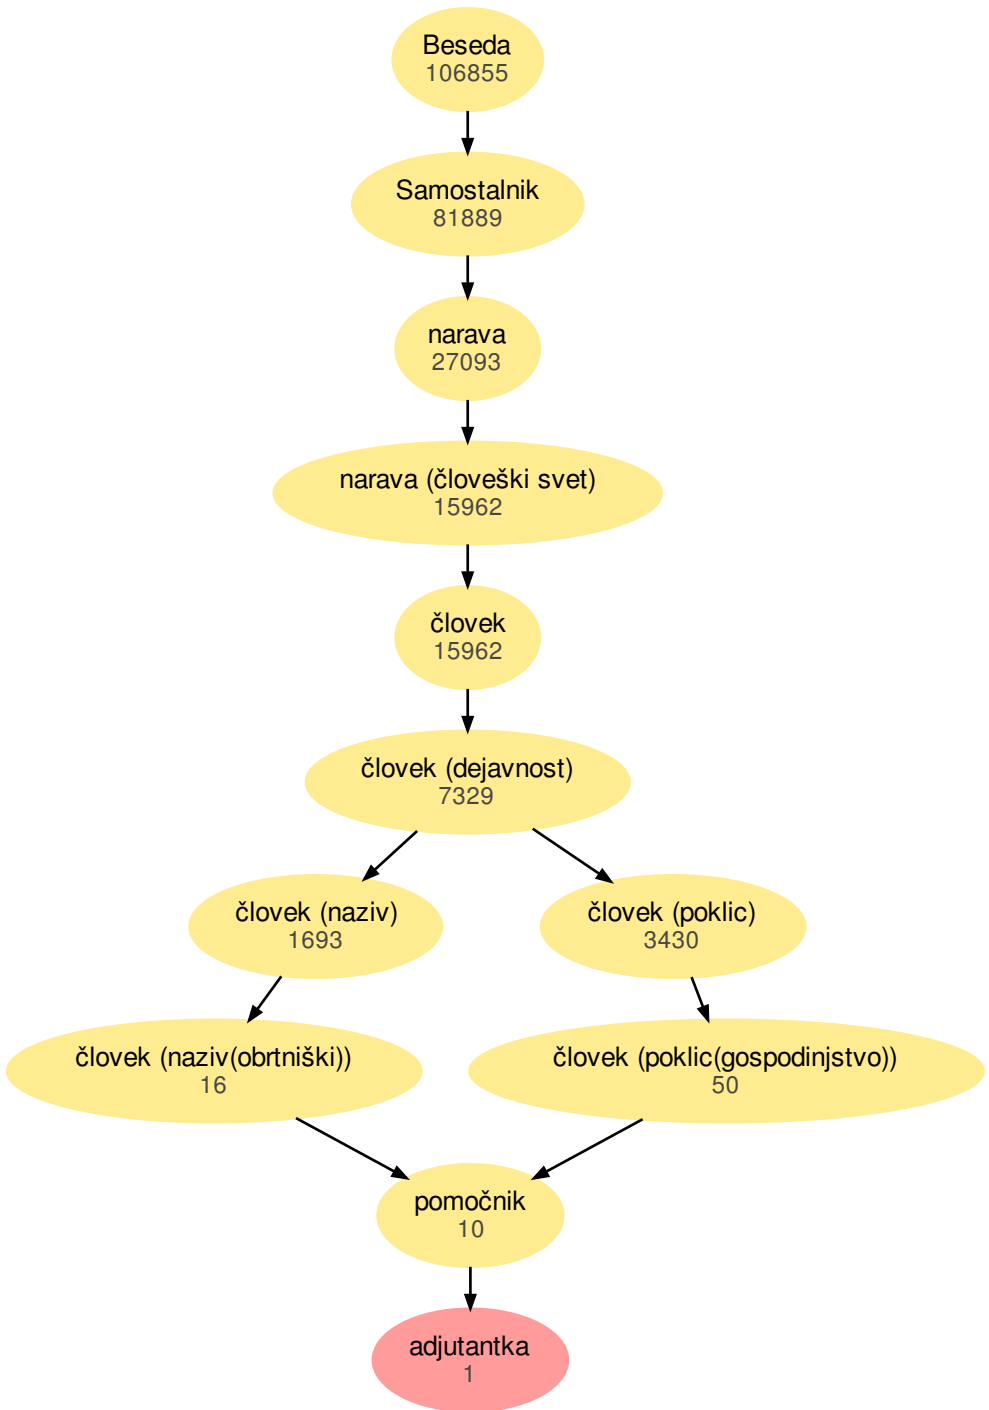 Beseda
106855
Samostalnik
81889
narava
27093
narava (človeški svet)
15962
človek
15962
človek (dejavnost)
7329
človek (naziv)
1693
človek (poklic)
3430
človek (naziv(obrtniški))
16
človek (poklic(gospodinjstvo))
50
pomočnik
10
adjutantka
1